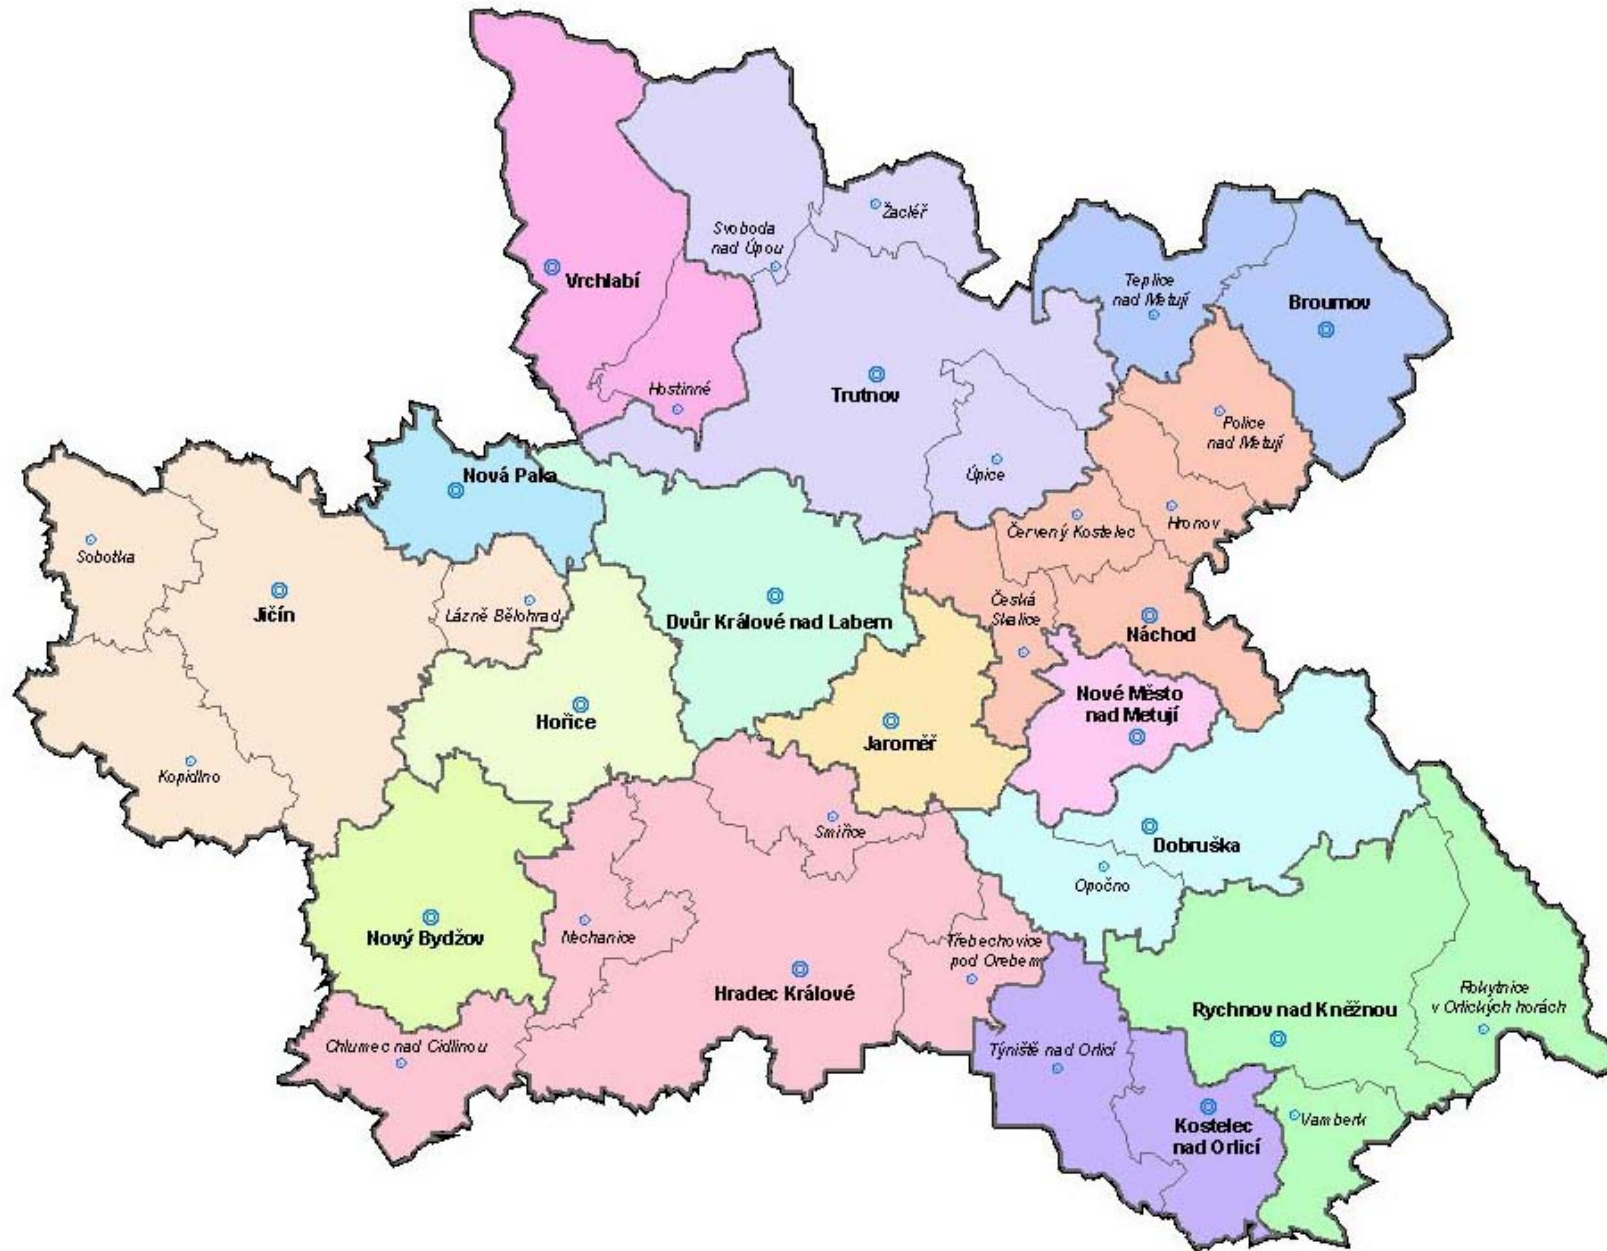 Žacléř
Svoboda
nad Úpou
Vrchlabí
Teplice
nad Metují
Broumov
Hostinné
Trutnov
Police
nad Metují
Nová Paka
Úpice
Sobotka
Červený Kostelec
Hronov
Jičín
Lázně Bělohrad
Dvůr Králové nad Labem
Česká
Skalice
Náchod
Hořice
Nové Město
nad Metují
Jaroměř
Kopidlno
Smiřice
Dobruška
Opočno
Nový Bydžov
Nechanice
Třebechovice
pod Orebem
Hradec Králové
Rychnov nad Kněžnou
Rokytnice
v Orlických horách
Chlumec nad Cidlinou
Týniště nad Orlicí
Kostelec
nad Orlicí
Vamberk